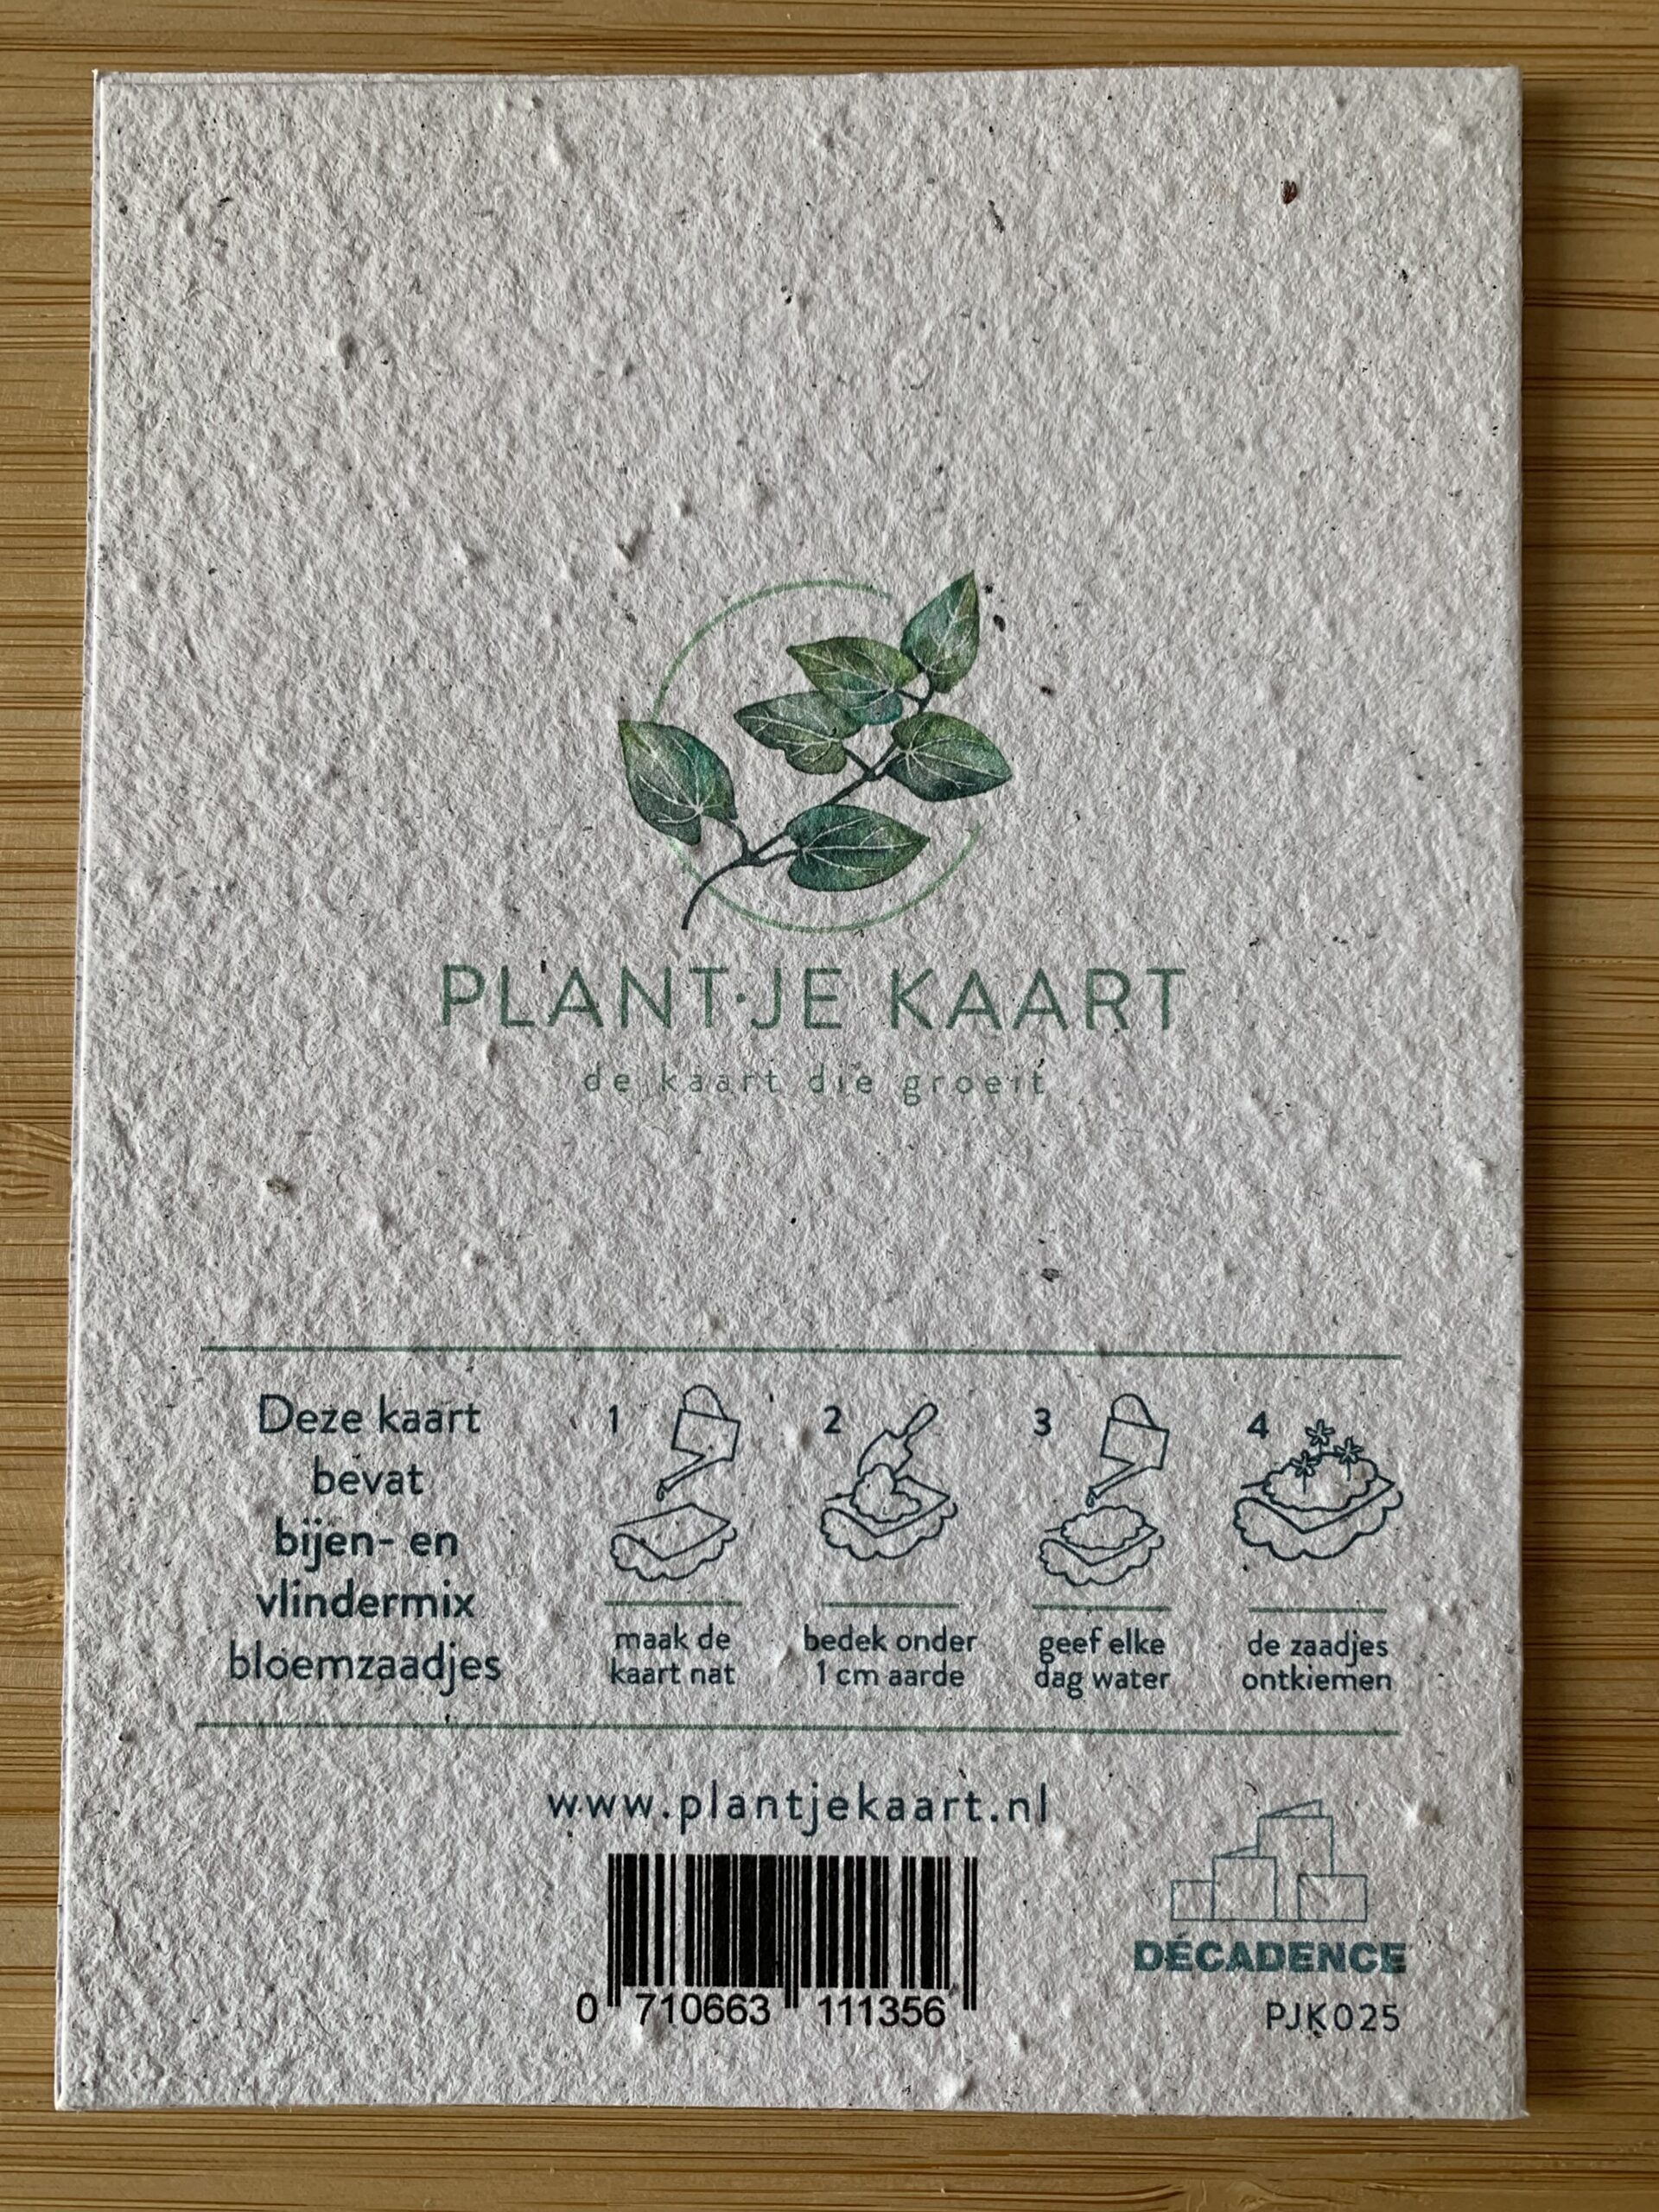 PLANT·JE KAART
de kaart die groeit
Deze kaart
bevat
bijen- en
vlindermix
bloemzaadjes
1
maak de
kaart nat
2
bedek onder
1 cm aarde
3
geef elke
dag water
4
de zaadjes
ontkiemen
www.plantjekaart.nl
0 710663 111356
DÉCADENCE
PJK025